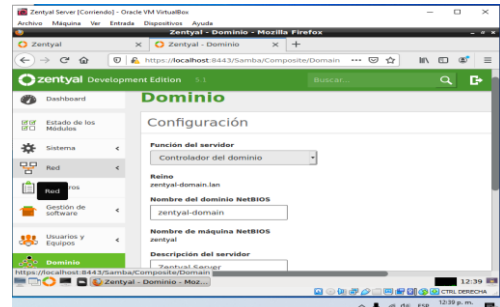 Zentyal Server [Corriendo] - Oracle VM VirtualBox
Archivo Máquina Ver Entrada Dispositivos Ayuda
Zentyal - Dominio - Mozilla Firefox
Zentyal
Zentyal - Dominio
https://localhost:8443/Samba/Composite/Domain
zentyal Development Edition 5.1
Buscar...
Dashboard
Estado de los Módulos
Sistema
Red
Red
ros
Gestión de software
Usuarios y Equipos
Dominio
Dominio
Configuración
Función del servidor
Controlador del dominio
Reino
zentyal-domain.lan
Nombre del dominio NetBIOS
zentyal-domain
Nombre de máquina NetBIOS
zentyal
Descripción del servidor
Zentyal Server
https://localhost:8443/Samba/Composite/Domain
Zentyal - Dominio - Moz...
12:39
CTRL DERECHA
ESP
12:39 p. m.